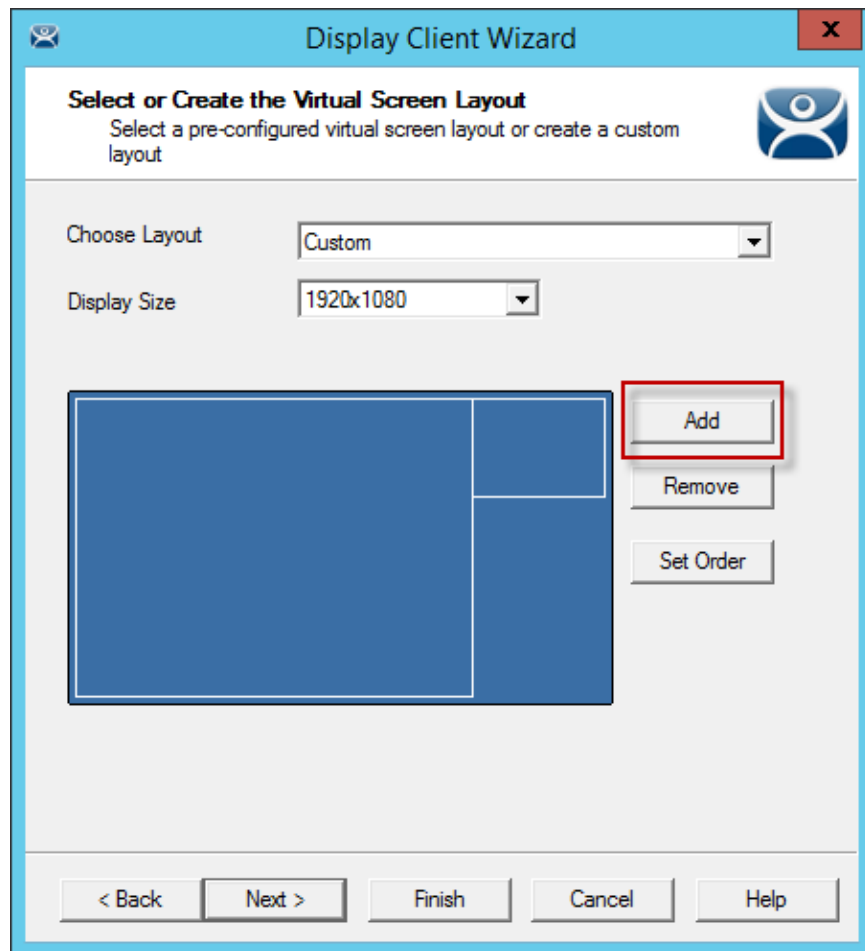 Display Client Wizard
x
Select or Create the Virtual Screen Layout
Select a pre-configured virtual screen layout or create a custom
layout
Choose Layout
Custom
Display Size
1920x1080
Add
Remove
Set Order
< Back
Next >
Finish
Cancel
Help